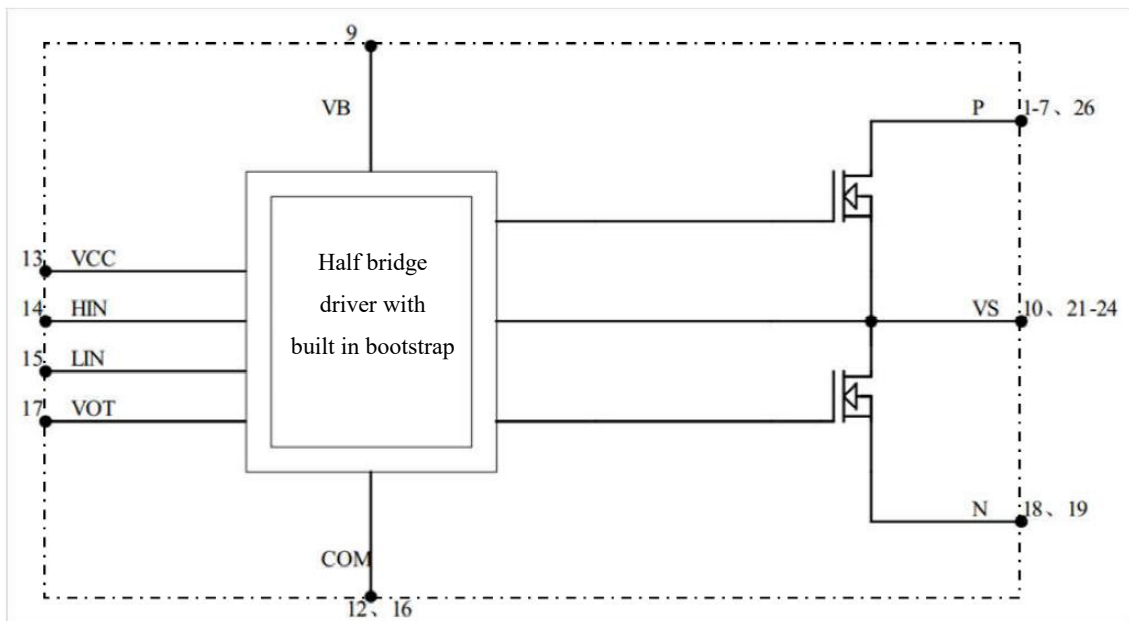 9
VB
P 1-7、26
Half bridge
driver with
built in bootstrap
13 VCC
14 HIN
15 LIN
17 VOT
VS 10、21-24
N 18、19
COM
12、16